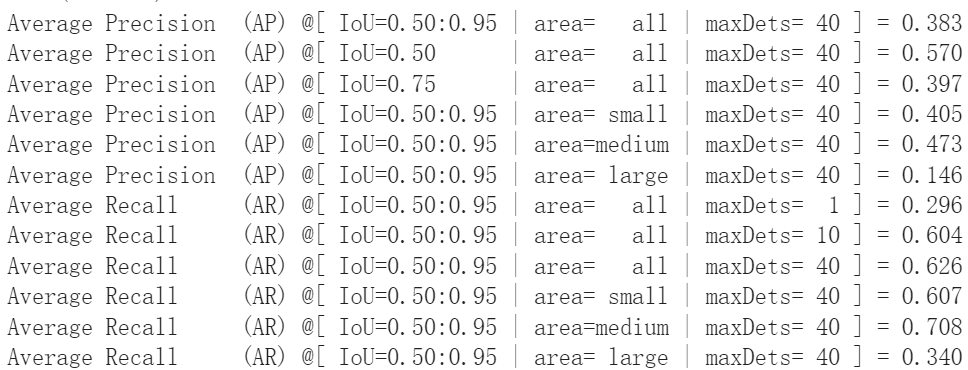 Average Precision  (AP) @[ IoU=0.50:0.95 | area=   all | maxDets= 40 ] = 0.383
Average Precision  (AP) @[ IoU=0.50      | area=   all | maxDets= 40 ] = 0.570
Average Precision  (AP) @[ IoU=0.75      | area=   all | maxDets= 40 ] = 0.397
Average Precision  (AP) @[ IoU=0.50:0.95 | area= small | maxDets= 40 ] = 0.405
Average Precision  (AP) @[ IoU=0.50:0.95 | area=medium | maxDets= 40 ] = 0.473
Average Precision  (AP) @[ IoU=0.50:0.95 | area= large | maxDets= 40 ] = 0.146
Average Recall     (AR) @[ IoU=0.50:0.95 | area=   all | maxDets=  1 ] = 0.296
Average Recall     (AR) @[ IoU=0.50:0.95 | area=   all | maxDets= 10 ] = 0.604
Average Recall     (AR) @[ IoU=0.50:0.95 | area=   all | maxDets= 40 ] = 0.626
Average Recall     (AR) @[ IoU=0.50:0.95 | area= small | maxDets= 40 ] = 0.607
Average Recall     (AR) @[ IoU=0.50:0.95 | area=medium | maxDets= 40 ] = 0.708
Average Recall     (AR) @[ IoU=0.50:0.95 | area= large | maxDets= 40 ] = 0.340